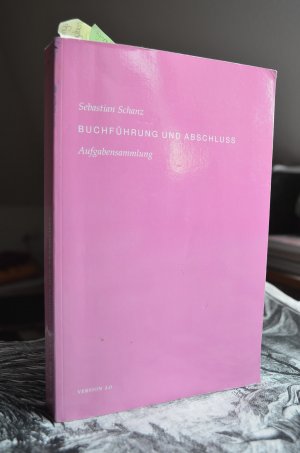 Sebastian Schanz
BUCHFÜHRUNG UND ABSCHLUSS
Aufgabensammlung
VERSION 3.0